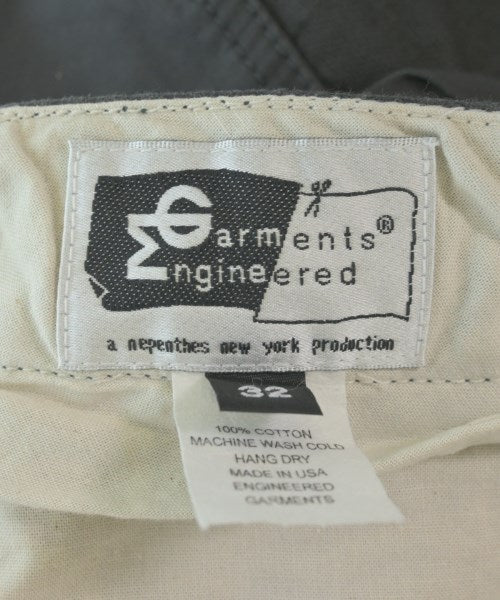 Garments®
Engineered
a nepenthes new york production
32
100% COTTON
MACHINE WASH COLD
HANG DRY
MADE IN USA
ENGINEERED
GARMENTS